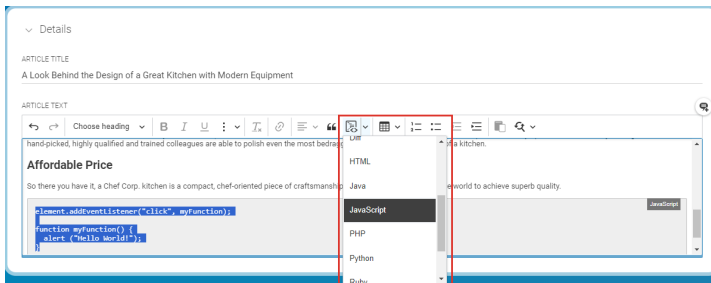 Details
ARTICLE TITLE
A Look Behind the Design of a Great Kitchen with Modern Equipment
ARTICLE TEXT
Choose heading
B I U
hand-picked, highly qualified and trained colleagues are able to polish even the most of a kitchen.
Affordable Price
So there you have it, a Chef Corp. kitchen is a compact, chef-oriented piece of world to achieve superb quality.
JavaScript
element.addEventListener("click", myFunction);
function myFunction() {
alert ("Hello World!");
}
HTML
Java
JavaScript
PHP
Python
Ruby